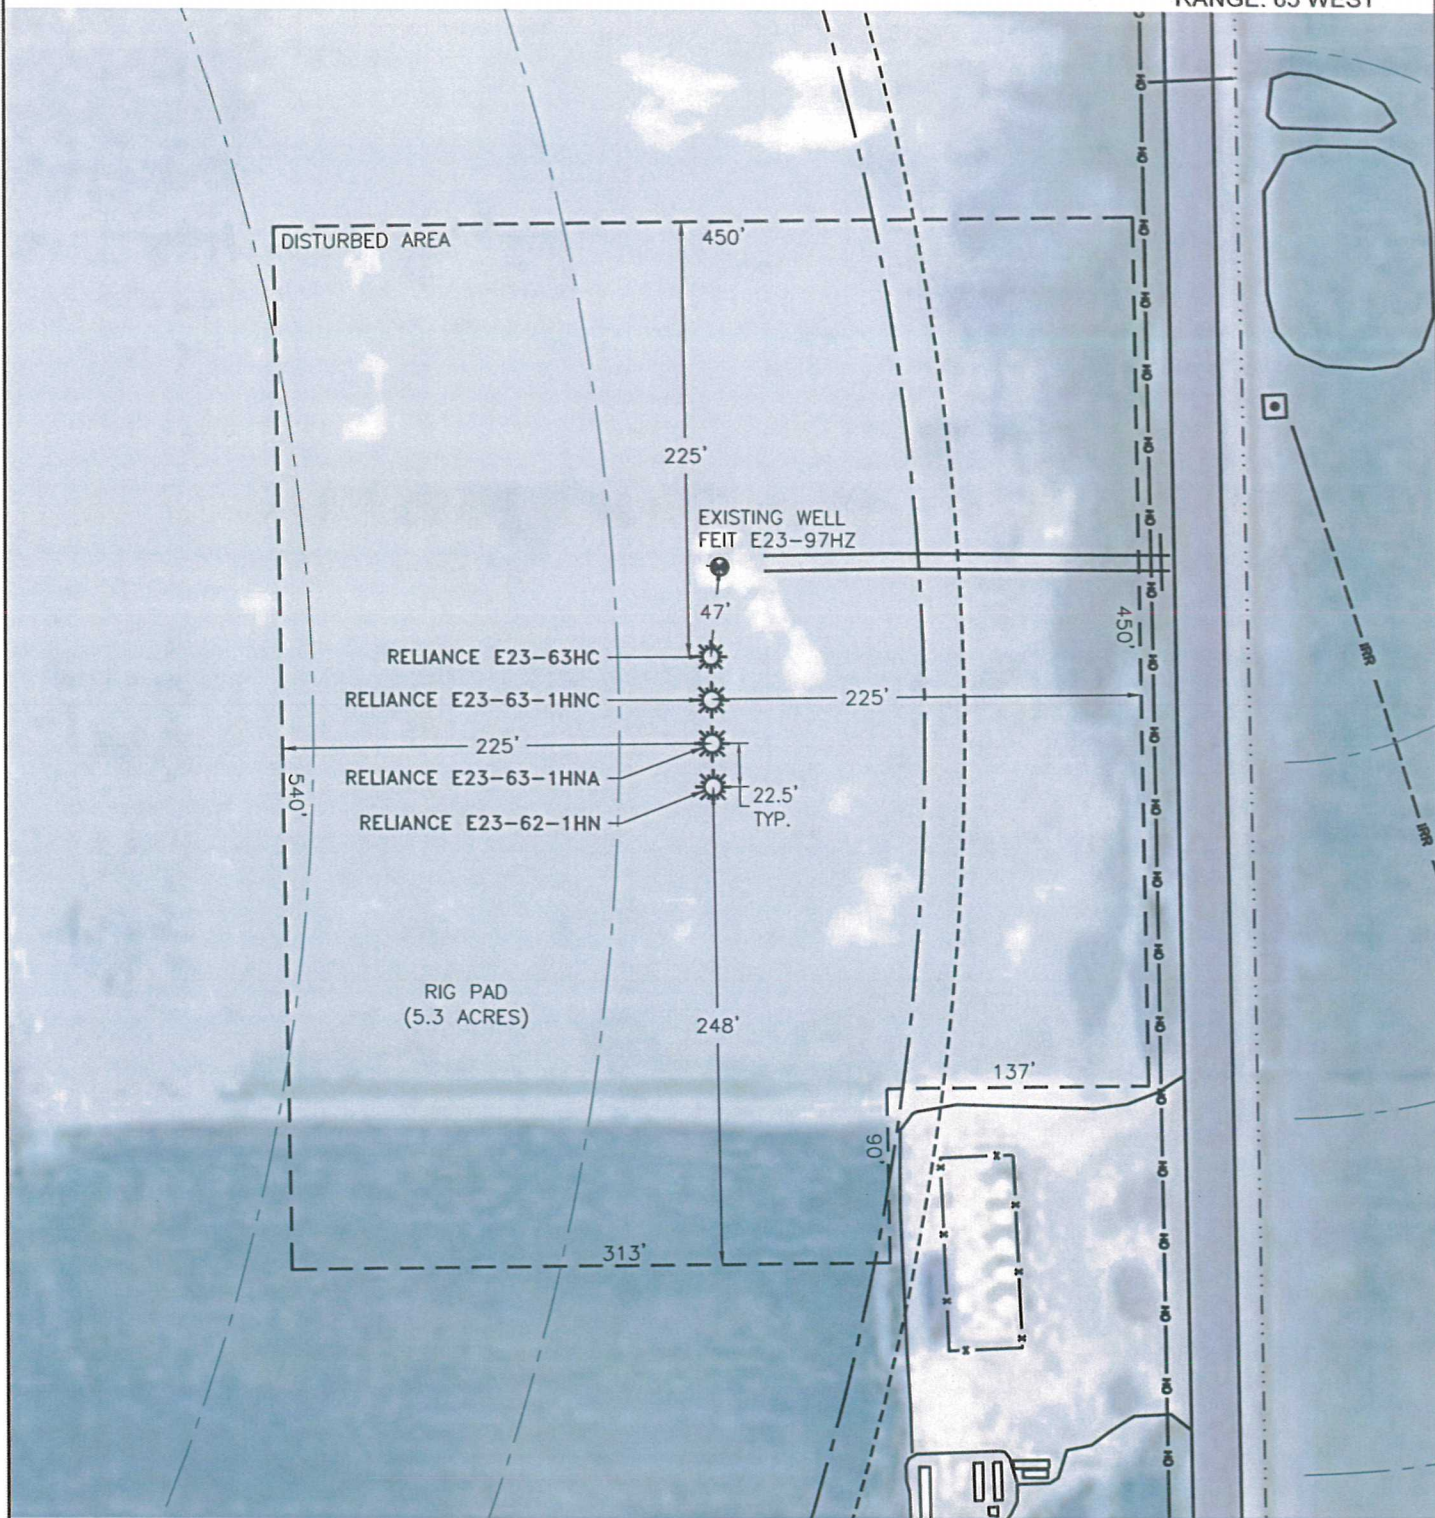 RANGE: 65 WEST
DISTURBED AREA
450'
225'
EXISTING WELL
FEIT E23-97HZ
47'
450'
RELIANCE E23-63HC
RELIANCE E23-63-1HNC
225'
225'
RELIANCE E23-63-1HNA
540'
22.5'
TYP.
RELIANCE E23-62-1HN
RIG PAD
(5.3 ACRES)
248'
137'
90'
313'
IRR
IRR